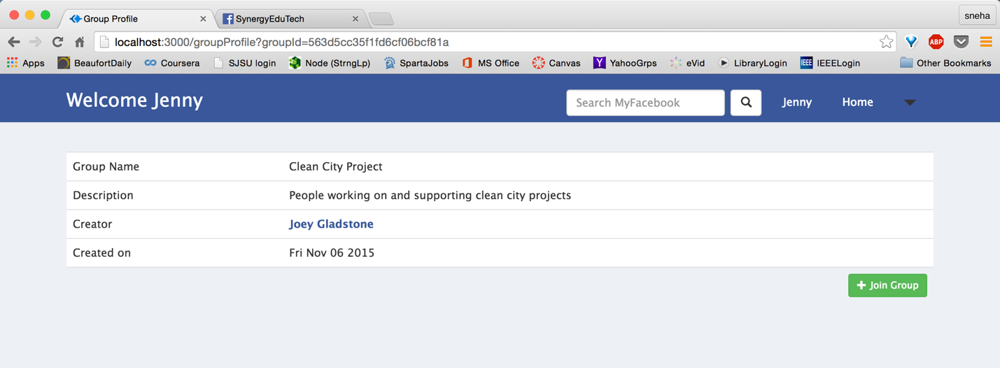 Group Profile SynergyEduTech sneha
localhost:3000/groupProfile?groupId=563d5cc35f1fd6cf06bcf81a ABP
Apps BeaufortDaily Coursera SJSU login Node (StrngLp) SpartaJobs MS Office Canvas YahooGrps eVid LibraryLogin IEEE IEEELogin Other Bookmarks
Welcome Jenny Search MyFacebook Jenny Home
Group Name Clean City Project
Description People working on and supporting clean city projects
Creator Joey Gladstone
Created on Fri Nov 06 2015
Join Group